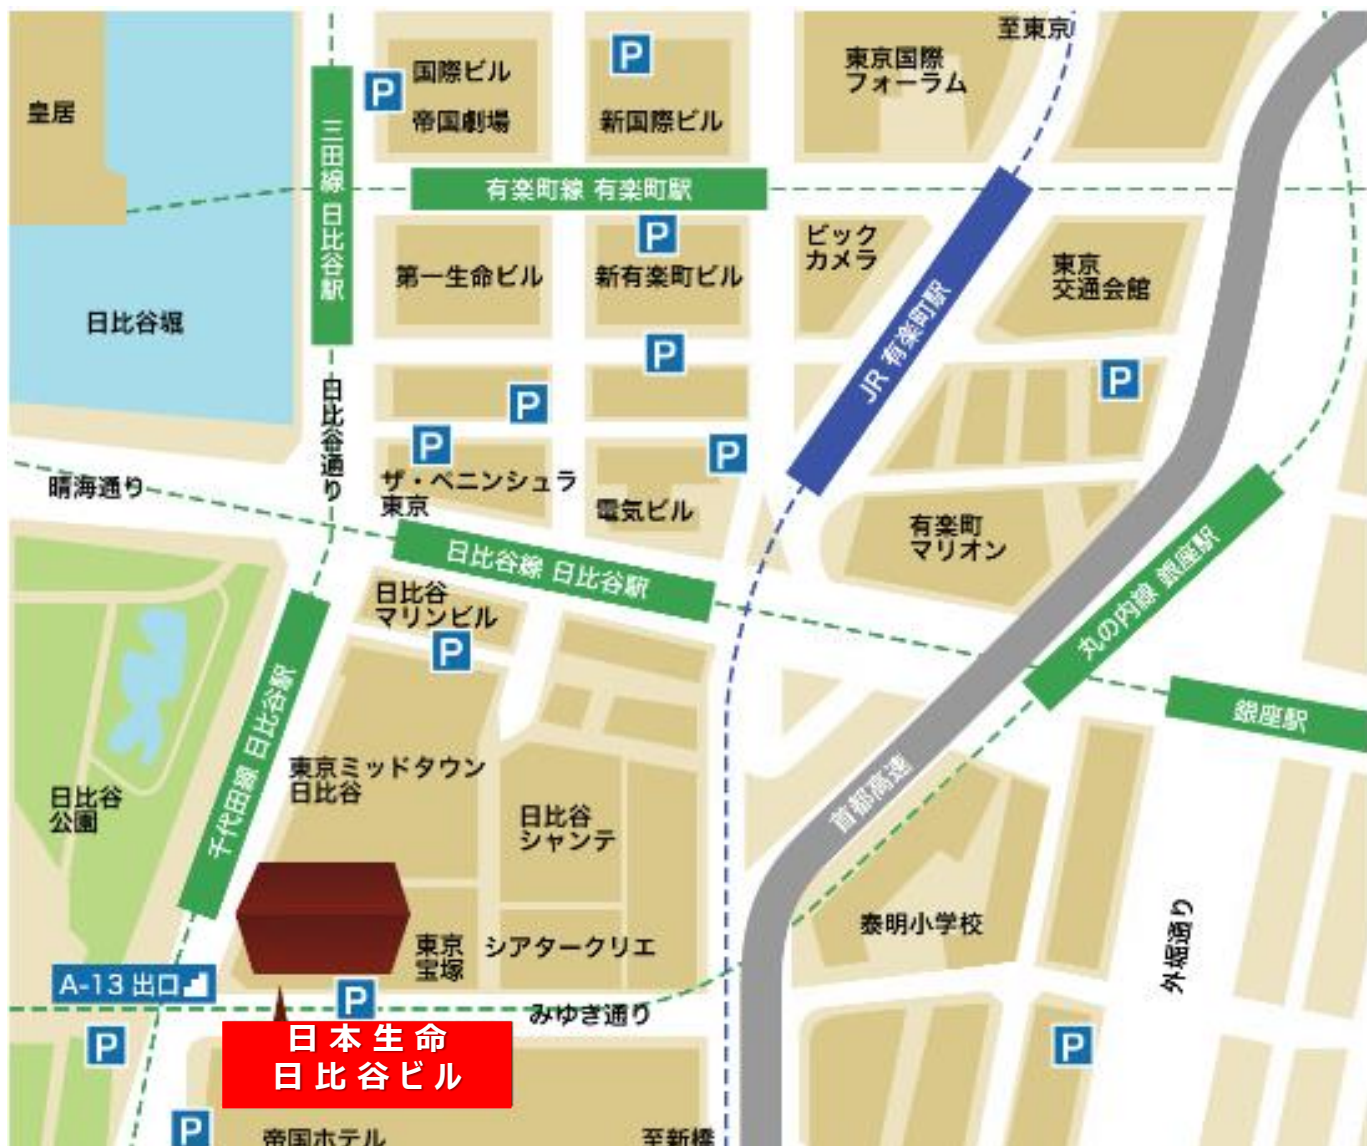 至東京
P
国際ビル
帝国劇場
P
新国際ビル
東京国際
フォーラム
皇居
三田線 日比谷駅
有楽町線 有楽町駅
P
第一生命ビル
新有楽町ビル
ビック
カメラ
JR 有楽町駅
東京
交通会館
日比谷堀
P
P
P
P
P
日比谷通り
晴海通り
ザ・ペニンシュラ
東京
電気ビル
有楽町
マリオン
日比谷線 日比谷駅
丸の内線 銀座駅
日比谷
マリンビル
P
銀座駅
千代田線 日比谷駅
東京ミッドタウン
日比谷
首都高速
日比谷
公園
日比谷
シャンテ
東京
宝塚
シアタークリエ
泰明小学校
外堀通り
A-13 出口
P
みゆき通り
P
P
日本生命
日比谷ビル
P
帝国ホテル
至新橋